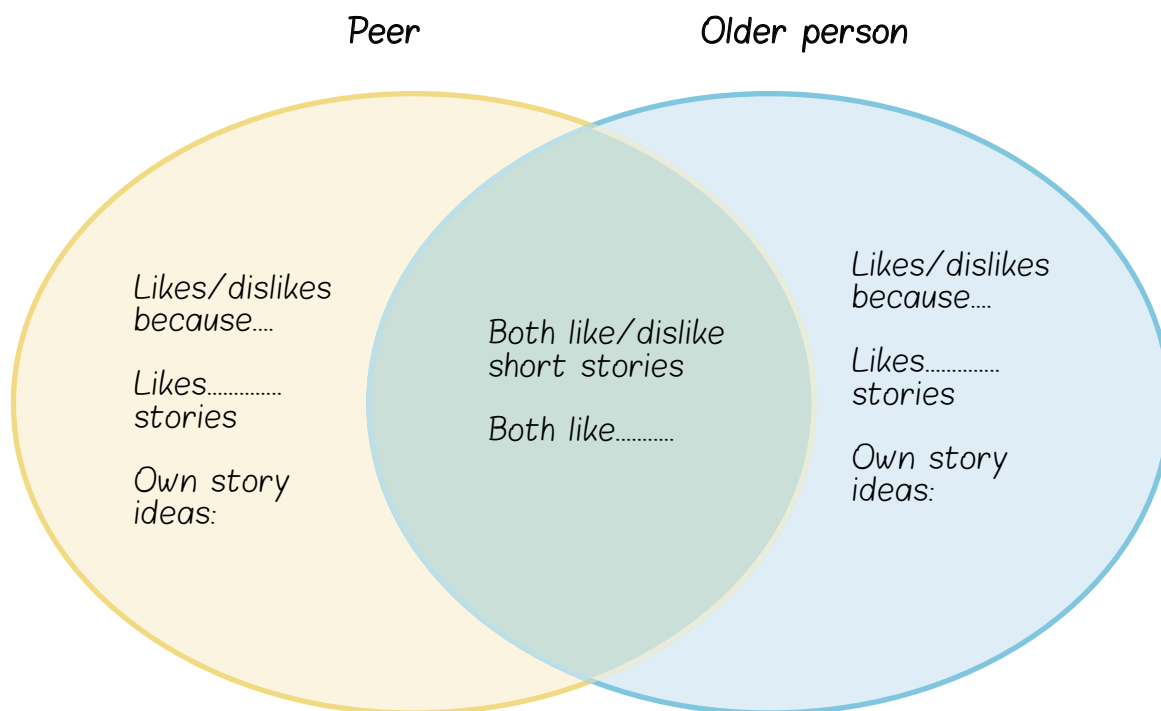 Peer
Older person
Likes/dislikes
because....
Likes..............
stories
Own story
ideas:
Both like/dislike
short stories
Both like...........
Likes/dislikes
because....
Likes..............
stories
Own story
ideas: